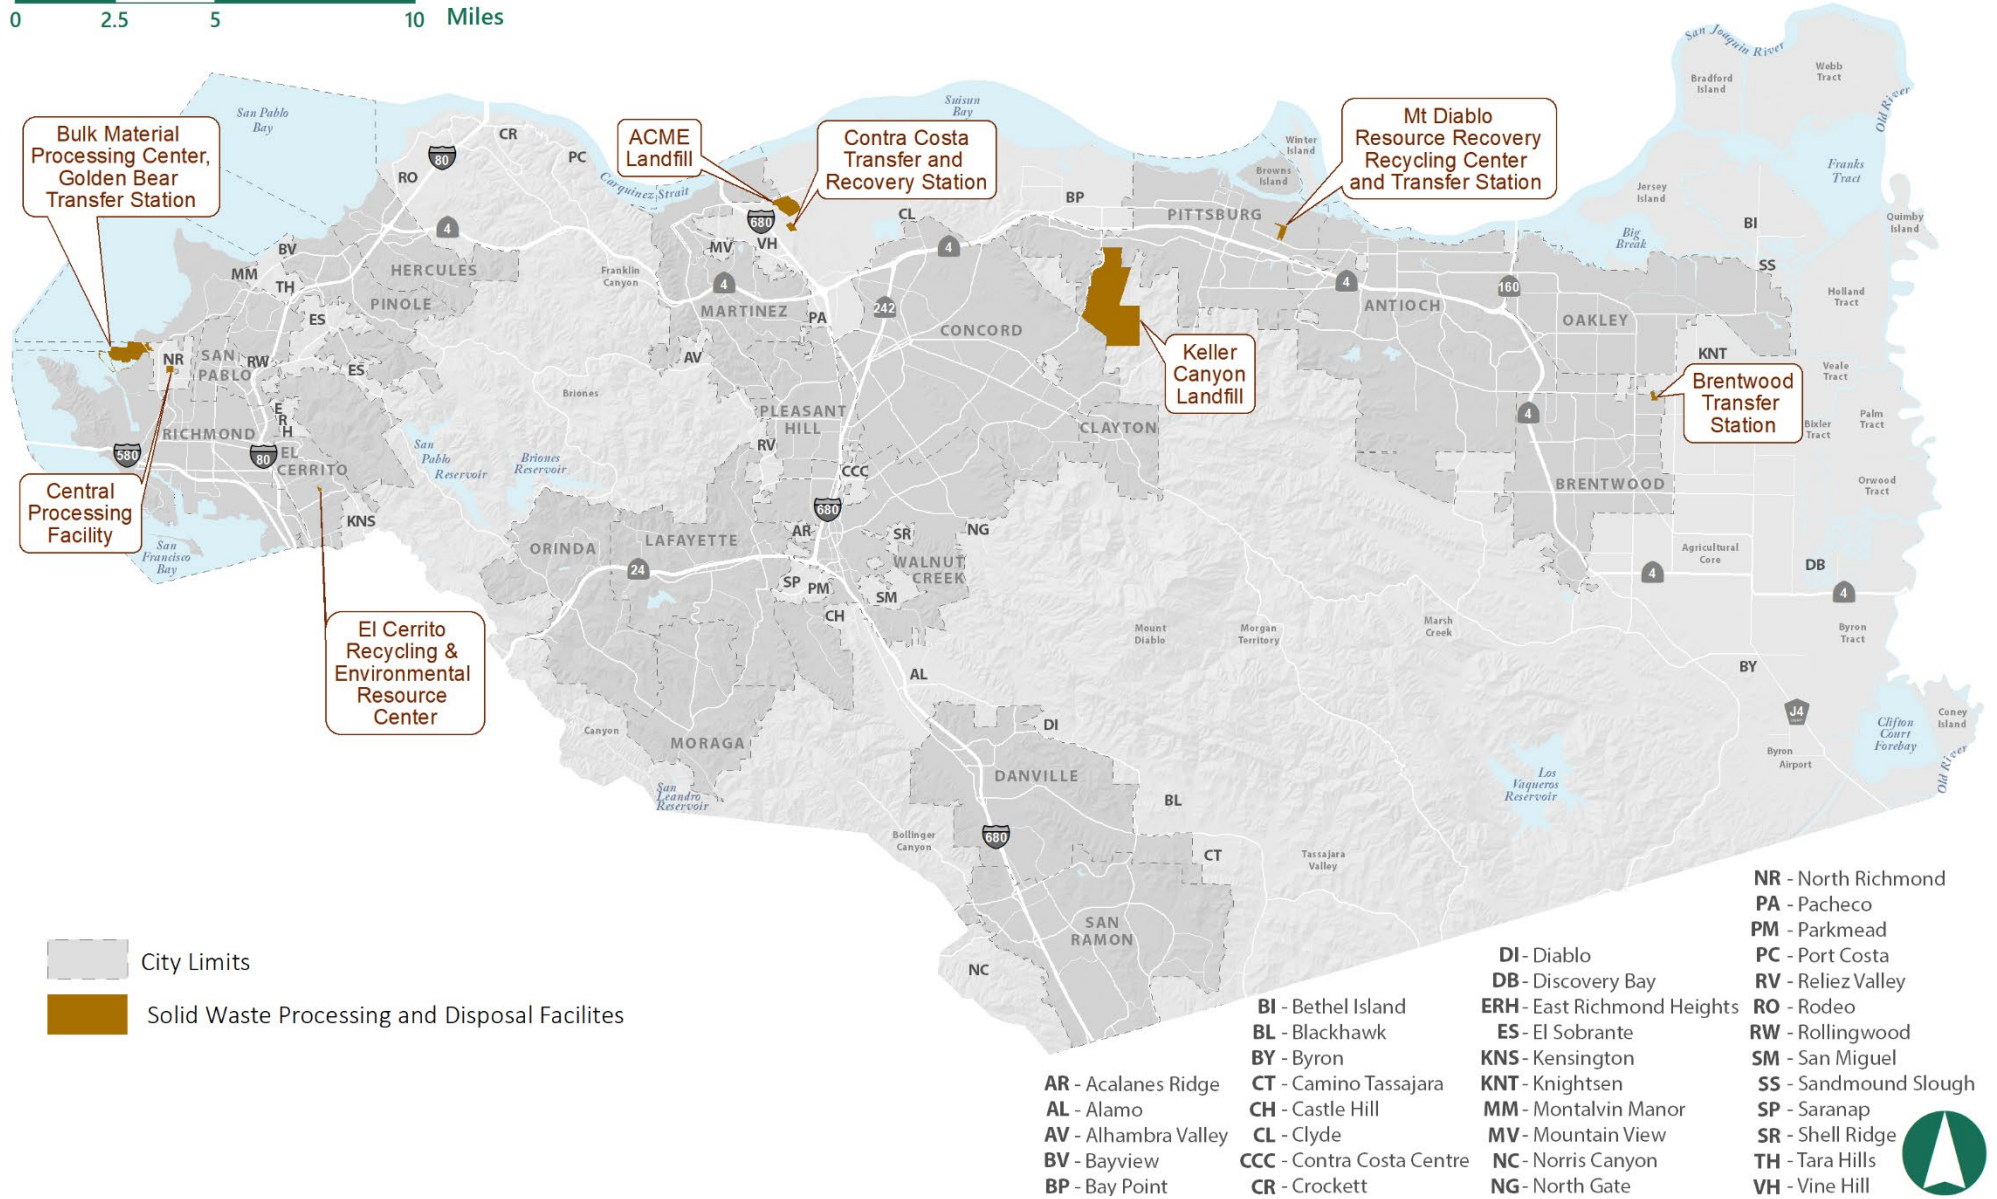 0 2.5 5 10 Miles
San Joaquin River
Bradford
Island
Webb
Tract
Old River
San Pablo
Bay
Suisun
Bay
Bulk Material
Processing Center,
Golden Bear
Transfer Station
ACME
Landfill
Contra Costa
Transfer and
Recovery Station
Mt Diablo
Resource Recovery
Recycling Center
and Transfer Station
CR
80
PC
RO
Carquinez Strait
Winter
Island
Browns
Island
Franks
Tract
Jersey
Island
Quimby
Island
BP
PITTSBURG
BI
4
680
CL
MV
VH
4
Big
Break
BV
MM
TH
HERCULES
PINOLE
Franklin
Canyon
4
MARTINEZ
242
PA
CONCORD
4
ANTIOCH
160
OAKLEY
SS
Holland
Tract
ES
NR
SAN
PABLO
RW
ES
AV
Keller
Canyon
Landfill
KNT
Brentwood
Transfer
Station
Veale
Tract
Palm
Tract
Bixler
Tract
E
R
H
RICHMOND
Briones
PLEASANT
HILL
CLAYTON
4
580
80
EL
CERRITO
San
Pablo
Reservoir
Briones
Reservoir
RV
CCC
BRENTWOOD
Orwood
Tract
Central
Processing
Facility
KNS
680
San
Francisco
Bay
ORINDA
LAFAYETTE
AR
SR
NG
WALNUT
CREEK
24
SP
PM
SM
CH
Agricultural
Core
4
DB
4
El Cerrito
Recycling &
Environmental
Resource
Center
Mount
Diablo
Morgan
Territory
Marsh
Creek
Byron
Tract
AL
BY
Canyon
MORAGA
DI
J4
Clifton
Court
Forebay
Coney
Island
Old River
Byron
Airport
DANVILLE
San
Leandro
Reservoir
Los
Vaqueros
Reservoir
BL
680
Bollinger
Canyon
CT
Tassajara
Valley
SAN
RAMON
NC
City Limits
Solid Waste Processing and Disposal Facilites
AR - Acalanes Ridge
AL - Alamo
AV - Alhambra Valley
BV - Bayview
BP - Bay Point
BI - Bethel Island
BL - Blackhawk
BY - Byron
CT - Camino Tassajara
CH - Castle Hill
CL - Clyde
CCC - Contra Costa Centre
CR - Crockett
DI - Diablo
DB - Discovery Bay
ERH - East Richmond Heights
ES - El Sobrante
KNS - Kensington
KNT - Knightsen
MM - Montalvin Manor
MV - Mountain View
NC - Norris Canyon
NG - North Gate
NR - North Richmond
PA - Pacheco
PM - Parkmead
PC - Port Costa
RV - Reliez Valley
RO - Rodeo
RW - Rollingwood
SM - San Miguel
SS - Sandmound Slough
SP - Saranap
SR - Shell Ridge
TH - Tara Hills
VH - Vine Hill